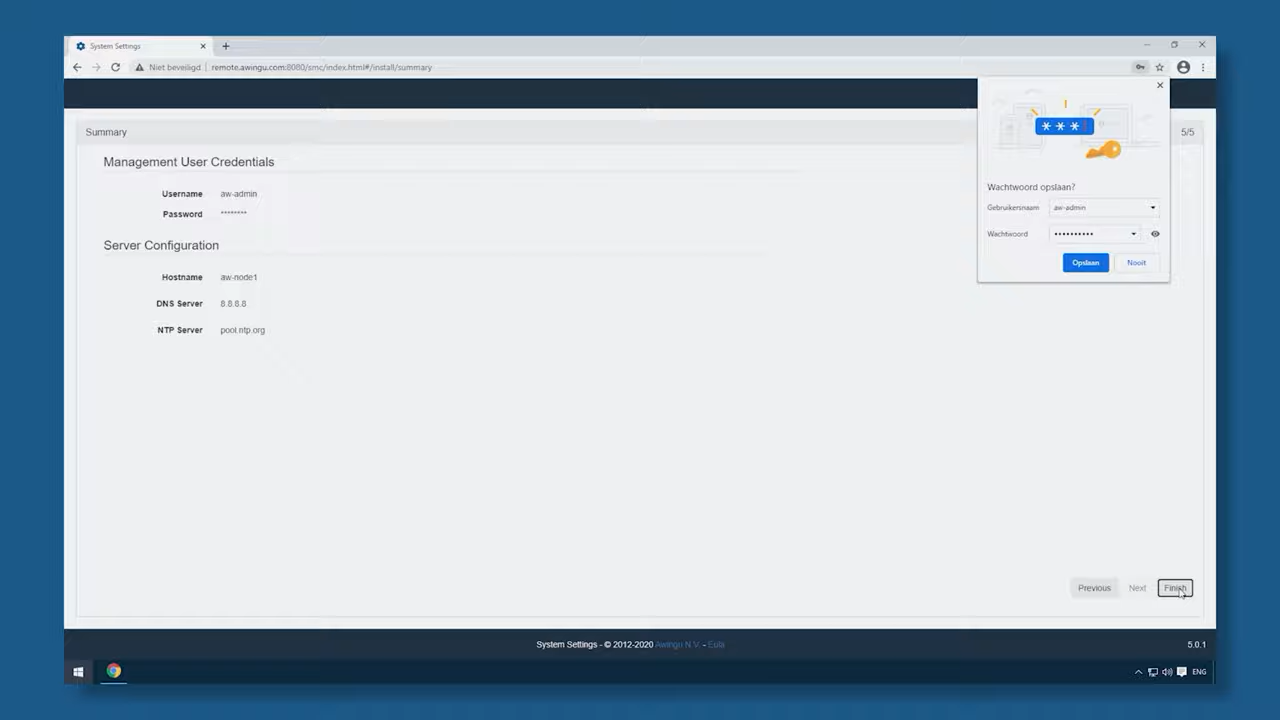 System Settings
Niet beveiligd | remote.awingu.com:8080/smc/index.html#/install/summary
Summary
5/5
Management User Credentials
Username aw-admin
Password ********
Server Configuration
Hostname aw-node1
DNS Server 8.8.8.8
NTP Server pool.ntp.org
***
Wachtwoord opslaan?
Gebruikersnaam aw-admin
Wachtwoord ••••••••••
Opslaan Nooit
Previous Next Finish
System Settings - © 2012-2020 Awingu N.V. - Eula
5.0.1
ENG